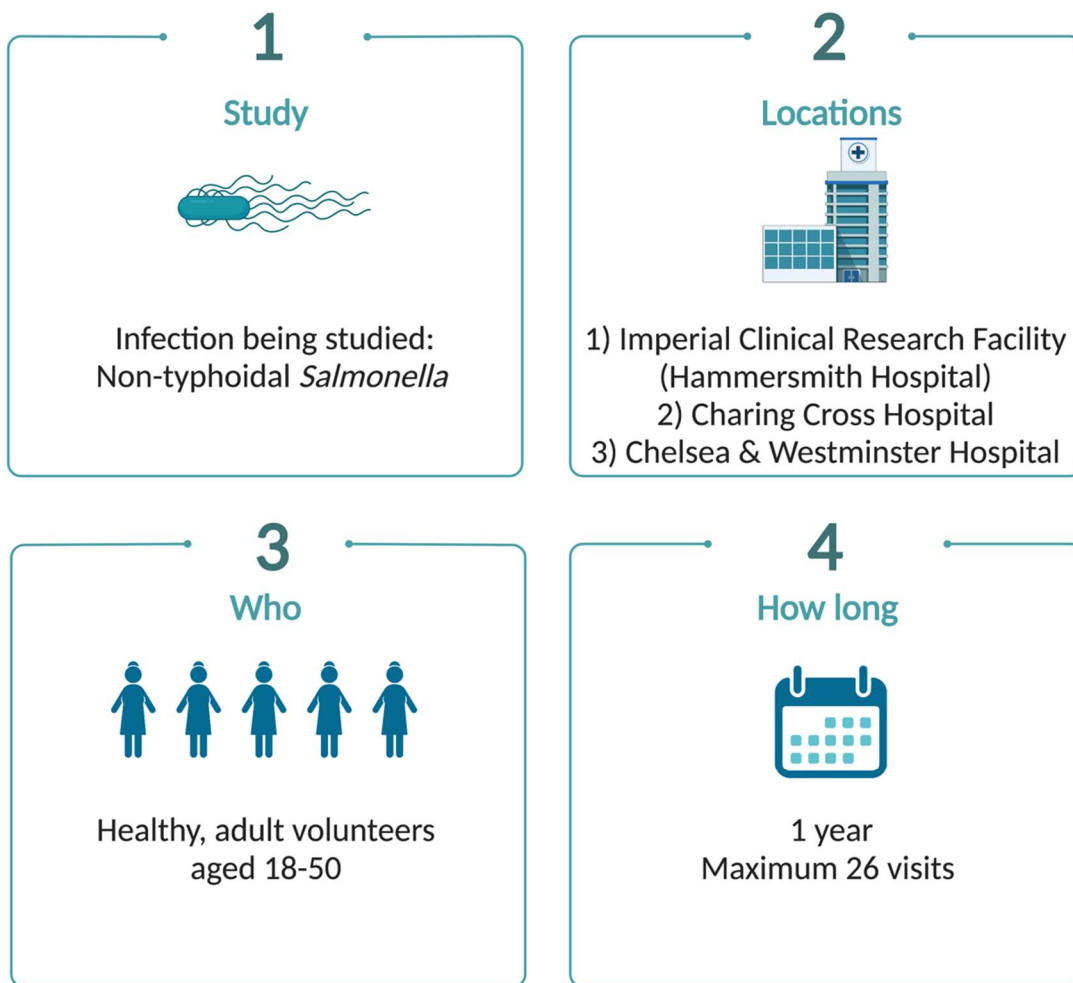 1
Study
Infection being studied:
Non-typhoidal Salmonella
2
Locations
1) Imperial Clinical Research Facility
(Hammersmith Hospital)
2) Charing Cross Hospital
3) Chelsea & Westminster Hospital
3
Who
Healthy, adult volunteers
aged 18-50
4
How long
1 year
Maximum 26 visits